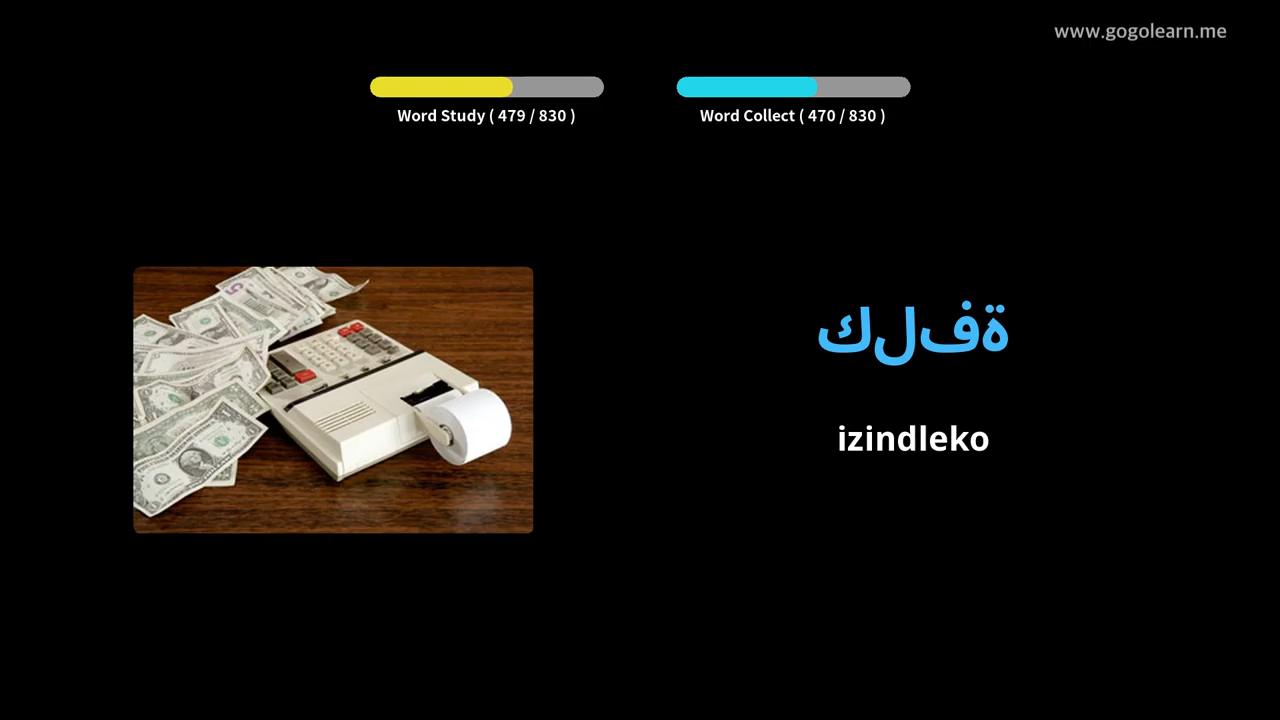 www.gogolearn.me
Word Study ( 479 / 830 )
Word Collect ( 470 / 830 )
كلفة
izindleko